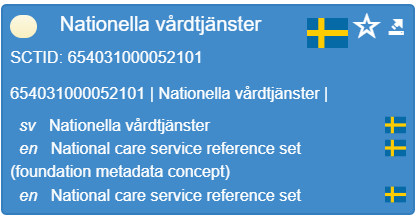 Nationella vårdtjänster
SCTID: 654031000052101
654031000052101 | Nationella vårdtjänster |
sv Nationella vårdtjänster
en National care service reference set
(foundation metadata concept)
en National care service reference set